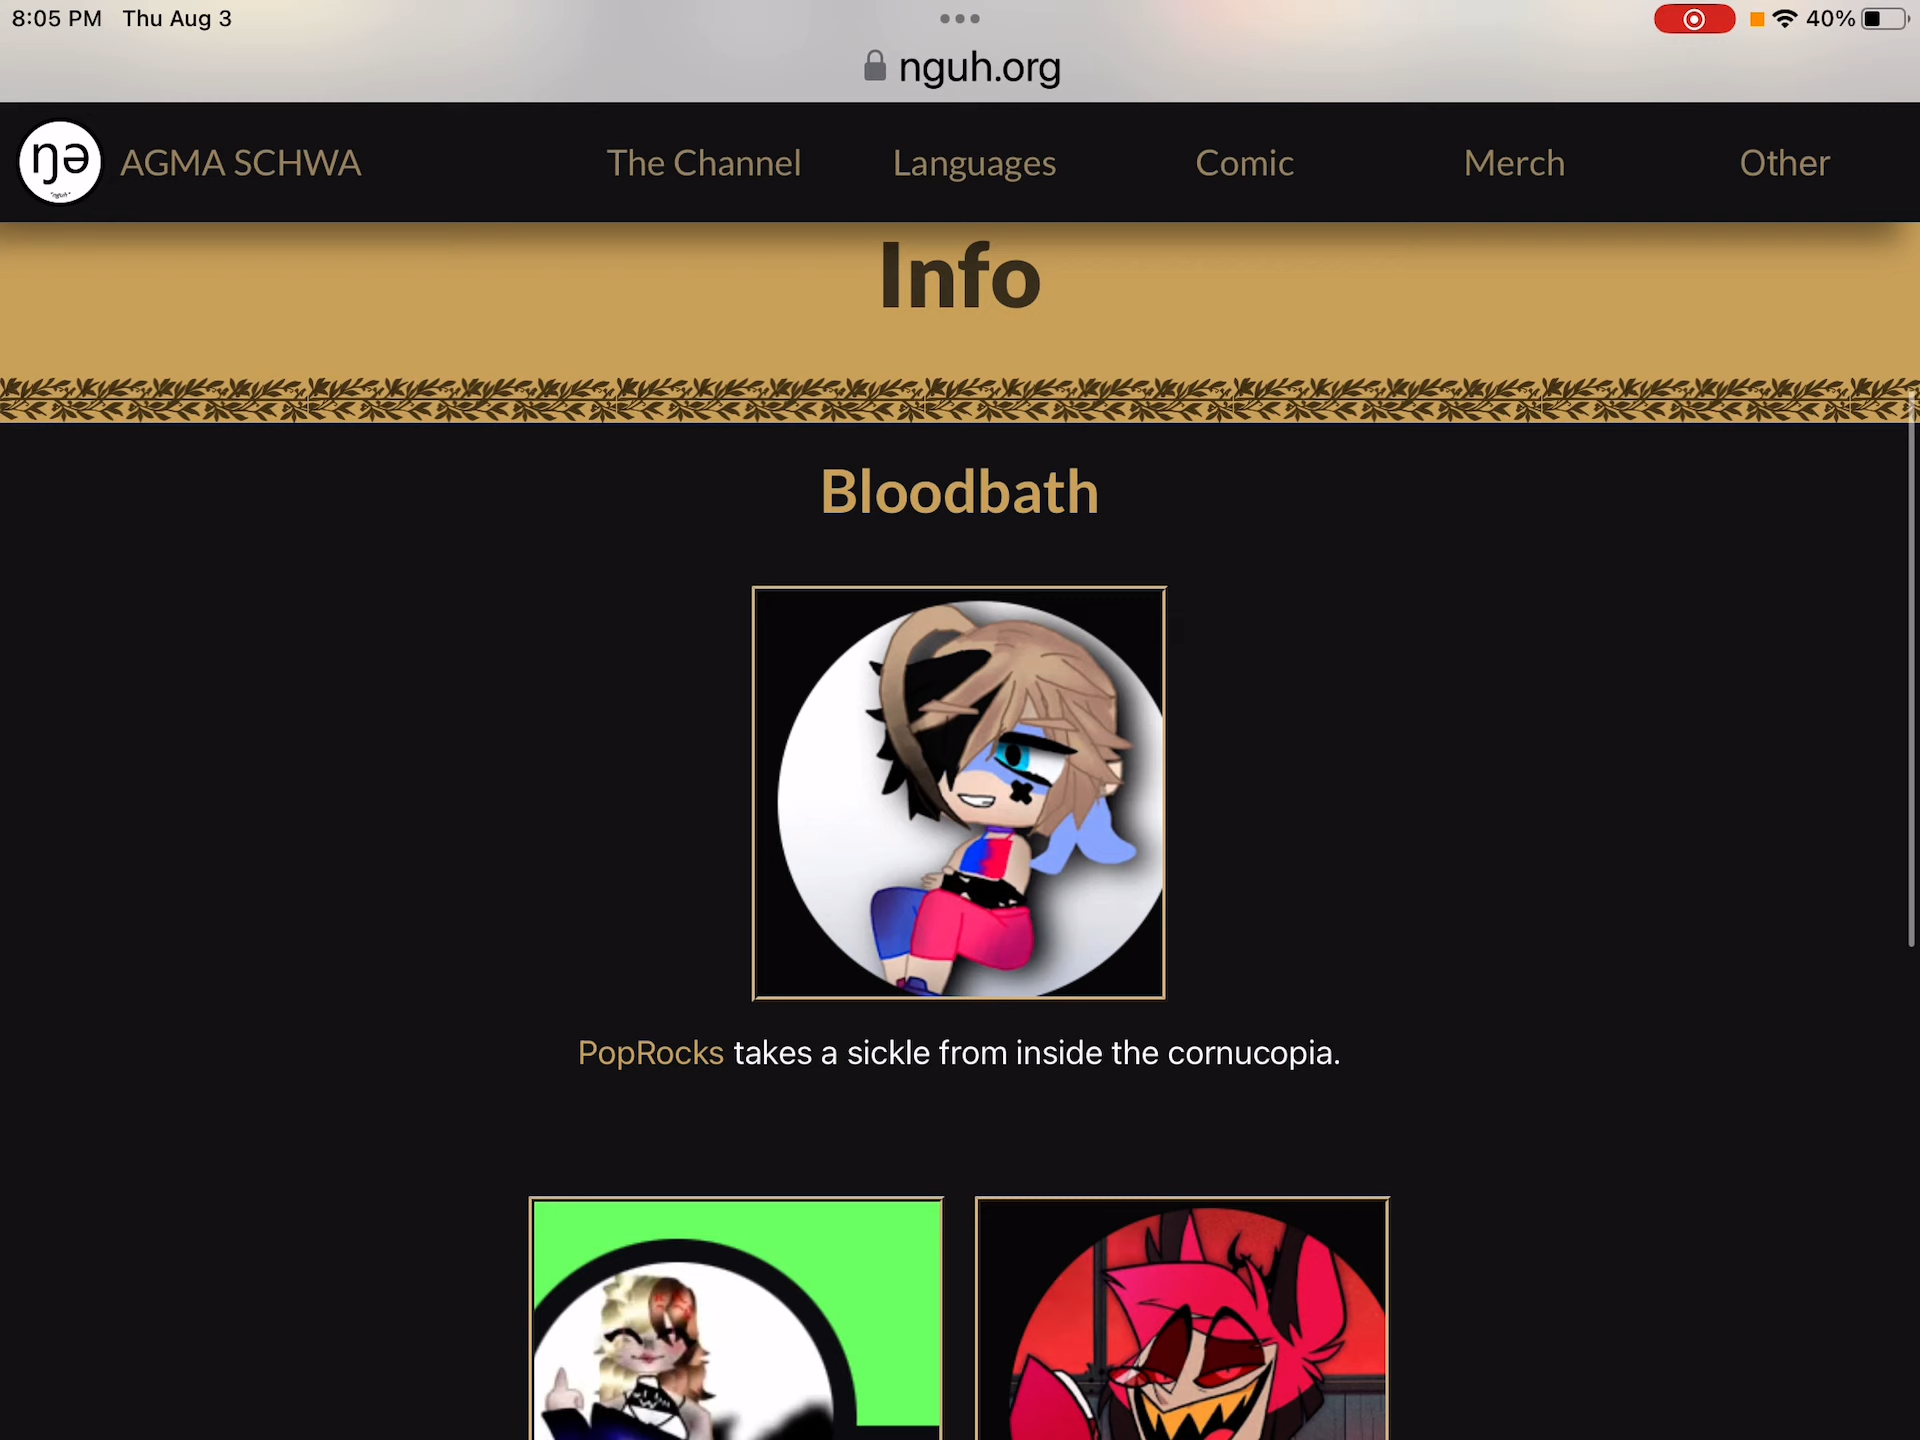 8:05 PM Thu Aug 3
40%
nguh.org
ŋə
AGMA SCHWA
The Channel
Languages
Comic
Merch
Other
Info
Bloodbath
PopRocks takes a sickle from inside the cornucopia.